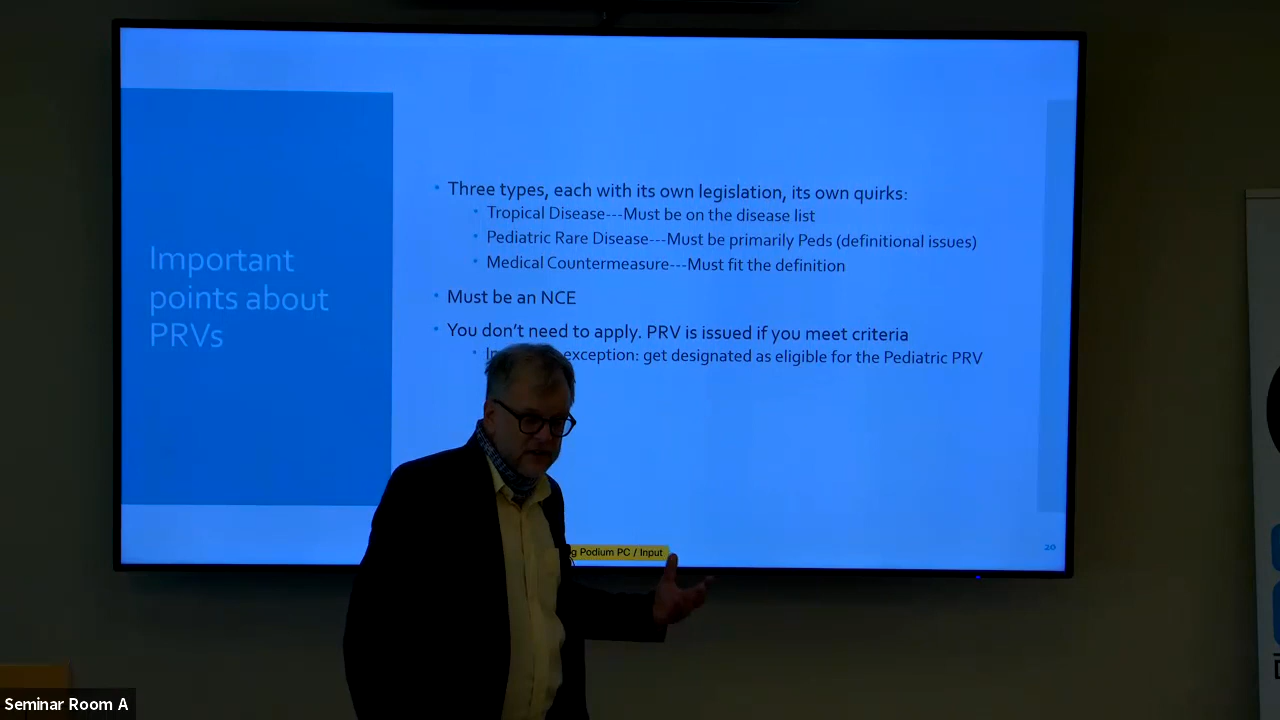 Important
points about
PRVs
Three types, each with its own legislation, its own quirks:
Tropical Disease---Must be on the disease list
Pediatric Rare Disease---Must be primarily Peds (definitional issues)
Medical Countermeasure---Must fit the definition
Must be an NCE
You don't need to apply. PRV is issued if you meet criteria
exception: get designated as eligible for the Pediatric PRV
Podium PC / Input
20
Seminar Room A